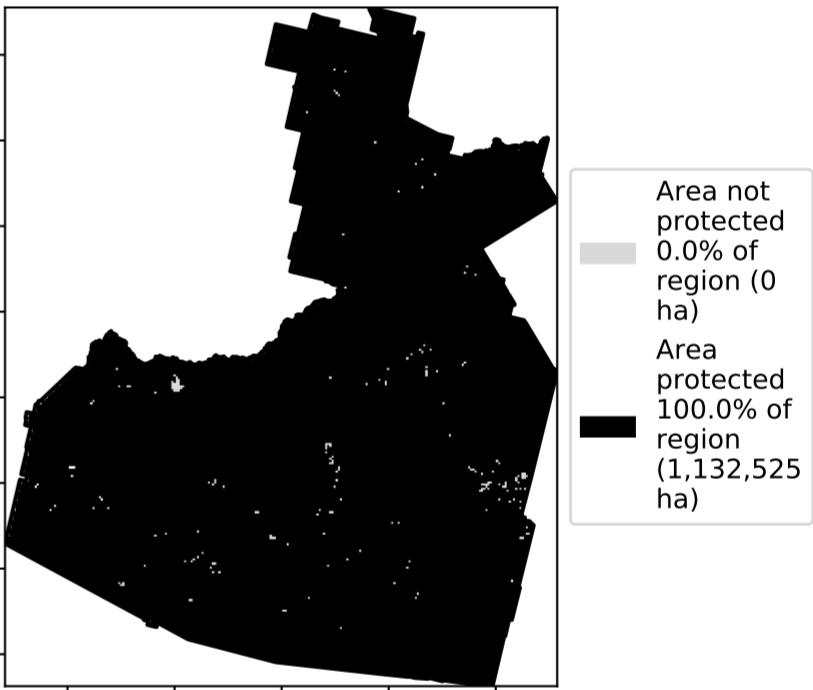 Area not
protected
0.0% of
region (0
ha)
Area
protected
100.0% of
region
(1,132,525
ha)